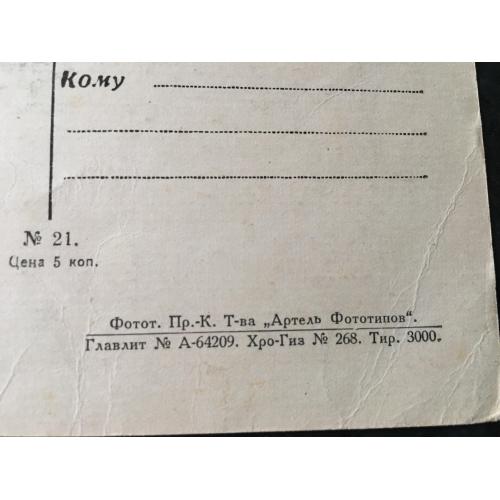 Кому
№ 21.
Цена 5 коп.
Фотот. Пр.-К. Т-ва „Артель Фототипов“.
Главлит № А-64209. Хро-Гиз № 268. Тир. 3000.